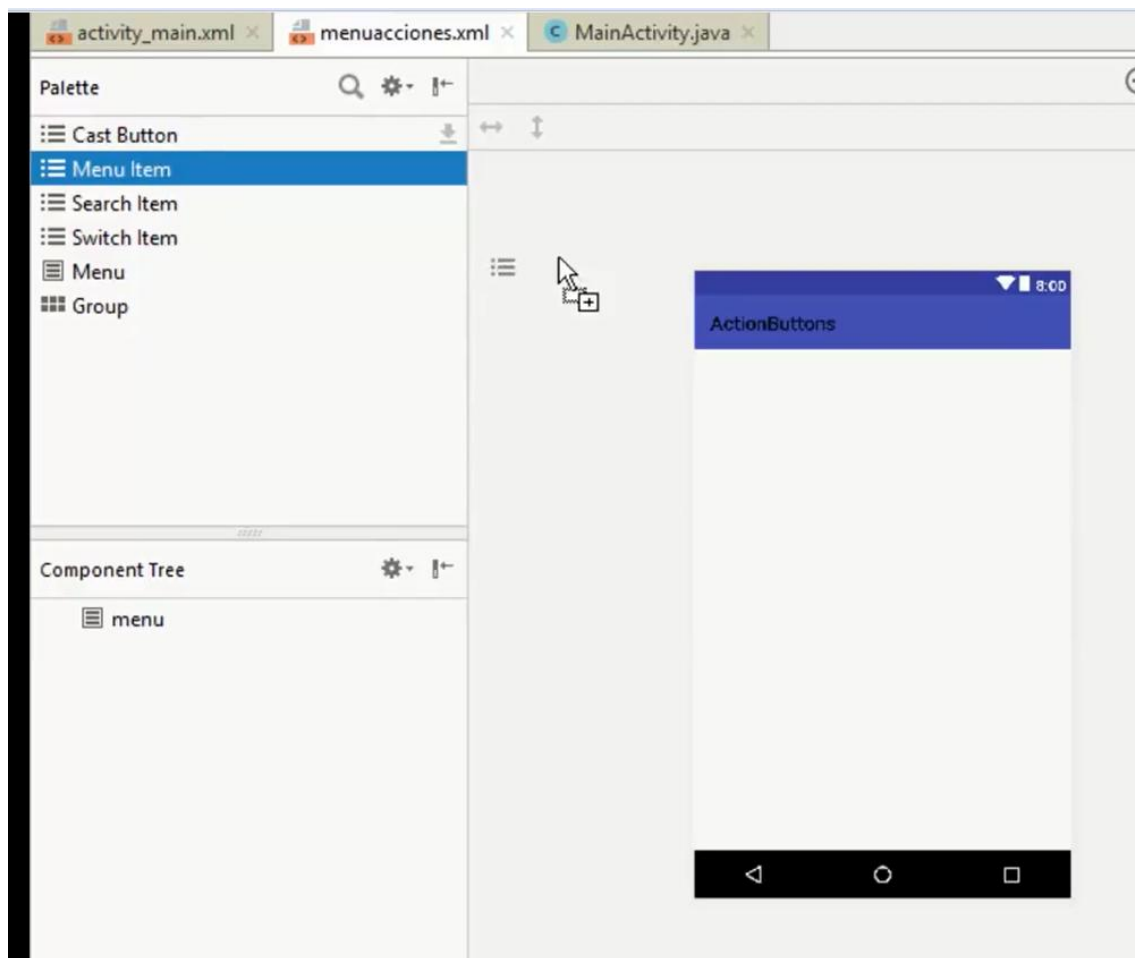 activity_main.xml menuacciones.xml C MainActivity.java
Palette
Cast Button
Menu Item
Search Item
Switch Item
Menu
Group
8:00
ActionButtons
Component Tree
menu